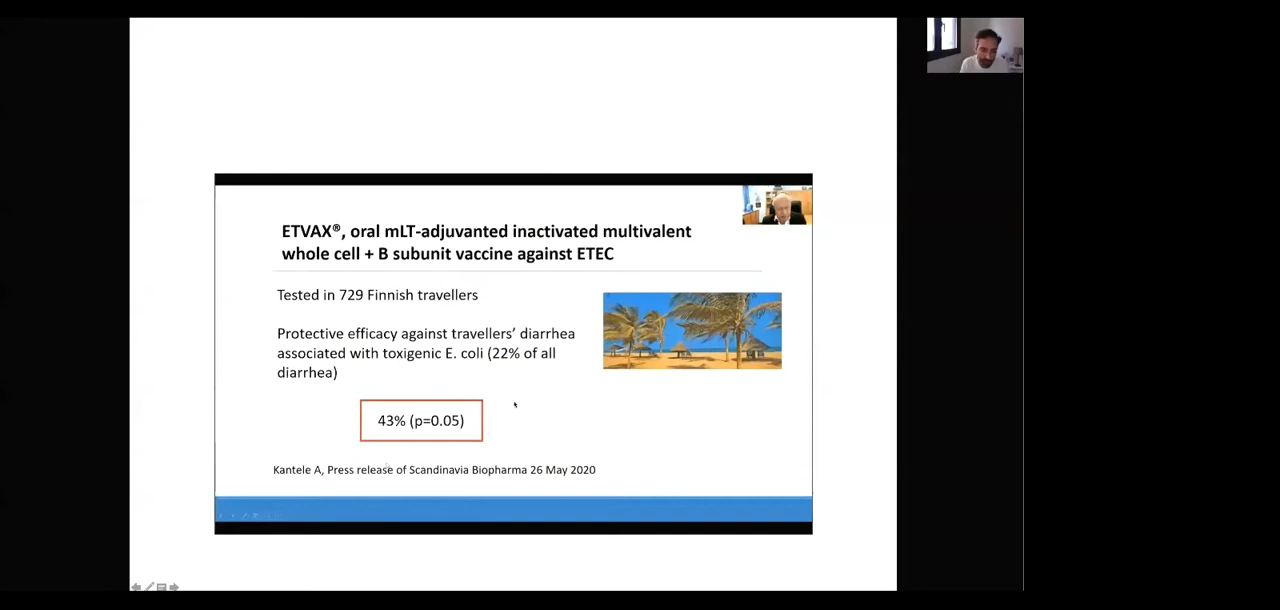 ETVAX®, oral mLT-adjuvanted inactivated multivalent
whole cell + B subunit vaccine against ETEC
Tested in 729 Finnish travellers
Protective efficacy against travellers’ diarrhea
associated with toxigenic E. coli (22% of all
diarrhea)
43% (p=0.05)
Kantele A, Press release of Scandinavia Biopharma 26 May 2020